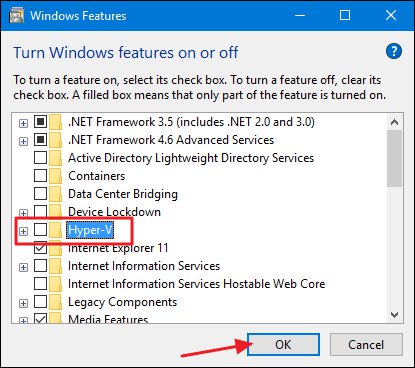 Windows Features
Turn Windows features on or off
To turn a feature on, select its check box. To turn a feature off, clear its
check box. A filled box means that only part of the feature is turned on.
.NET Framework 3.5 (includes .NET 2.0 and 3.0)
.NET Framework 4.6 Advanced Services
Active Directory Lightweight Directory Services
Containers
Data Center Bridging
Device Lockdown
Hyper-V
Internet Explorer 11
Internet Information Services
Internet Information Services Hostable Web Core
Legacy Components
Media Features
OK
Cancel